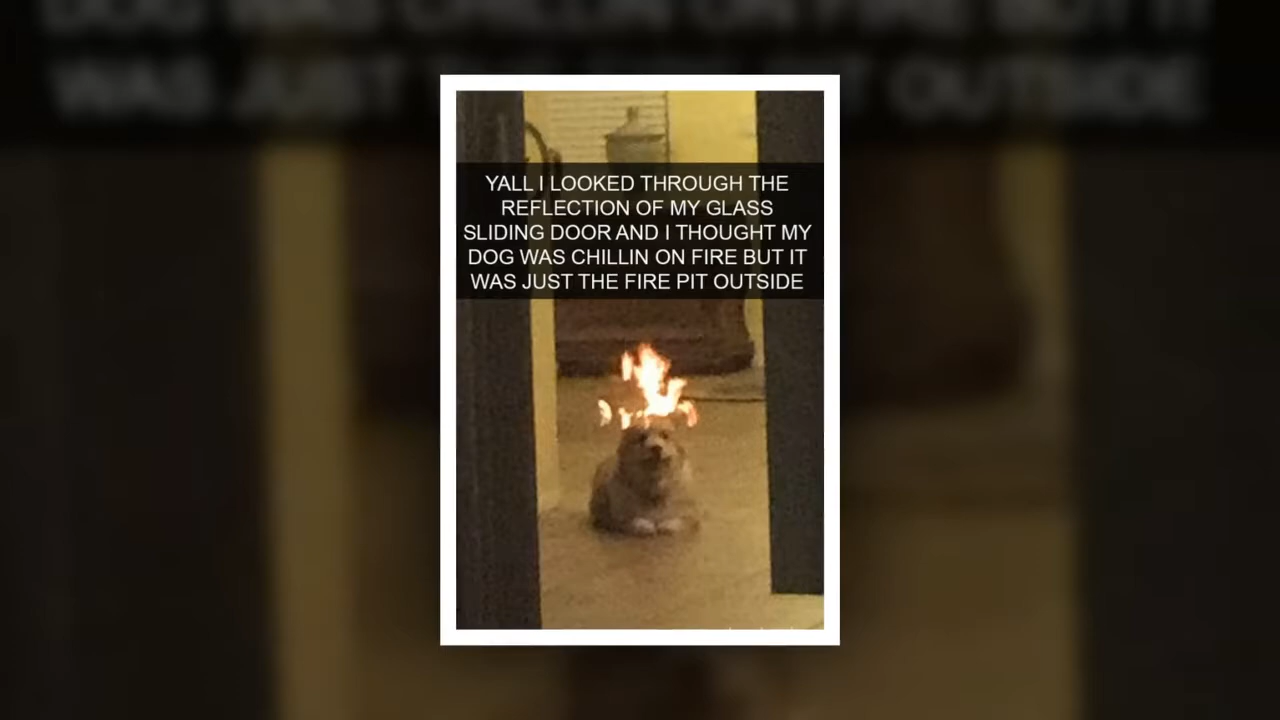 YALL I LOOKED THROUGH THE
REFLECTION OF MY GLASS
SLIDING DOOR AND I THOUGHT MY
DOG WAS CHILLIN ON FIRE BUT IT
WAS JUST THE FIRE PIT OUTSIDE